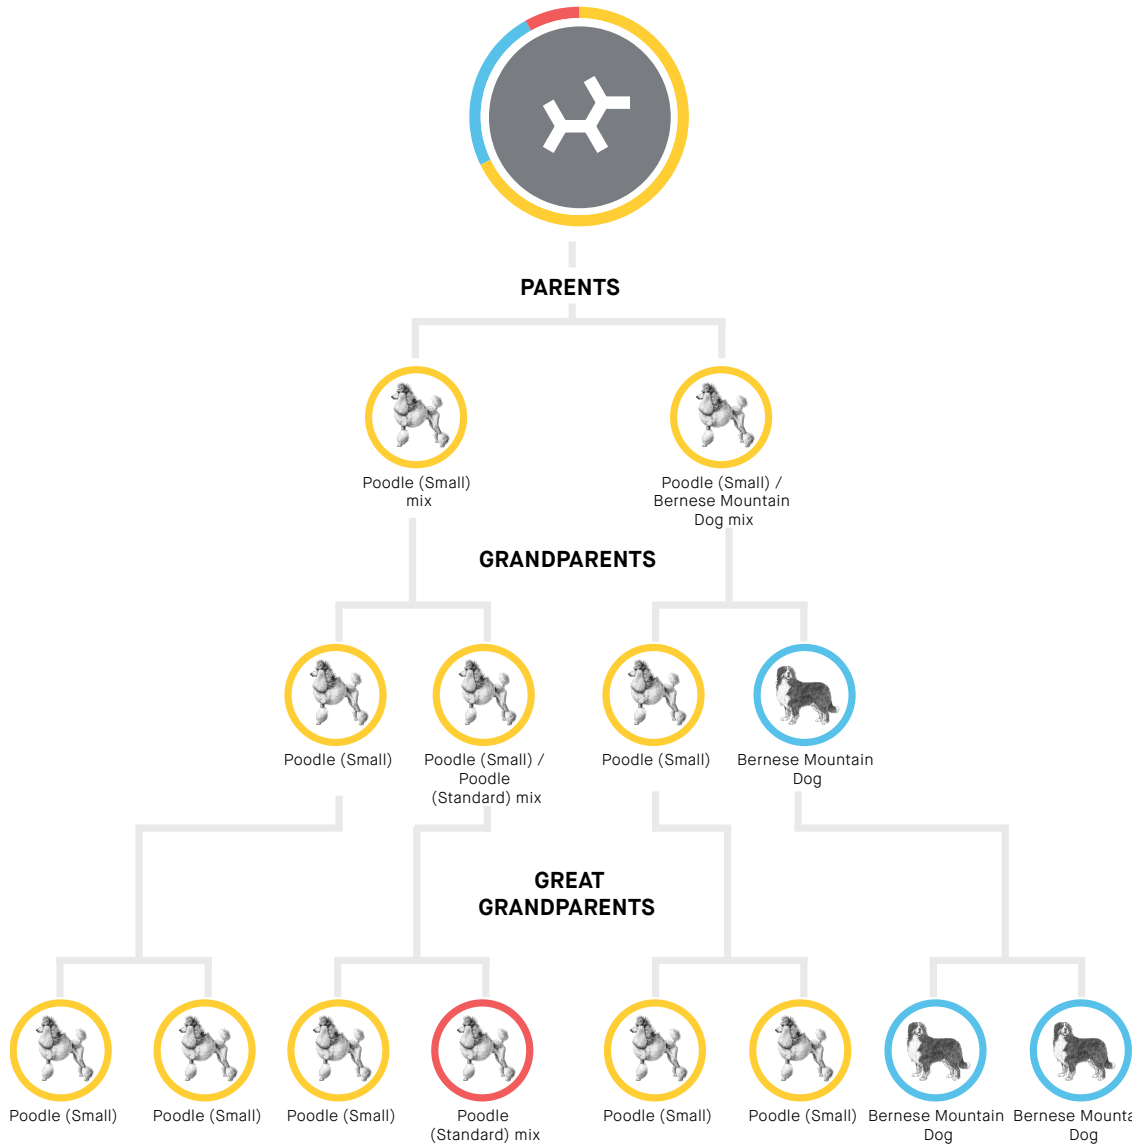 PARENTS
Poodle (Small)
mix
Poodle (Small) /
Bernese Mountain
Dog mix
GRANDPARENTS
Poodle (Small)
Poodle (Small) /
Poodle
(Standard) mix
Poodle (Small)
Bernese Mountain
Dog
GREAT
GRANDPARENTS
Poodle (Small)
Poodle (Small)
Poodle (Small)
Poodle
(Standard) mix
Poodle (Small)
Poodle (Small)
Bernese Mountain
Dog
Bernese Mounta
Dog